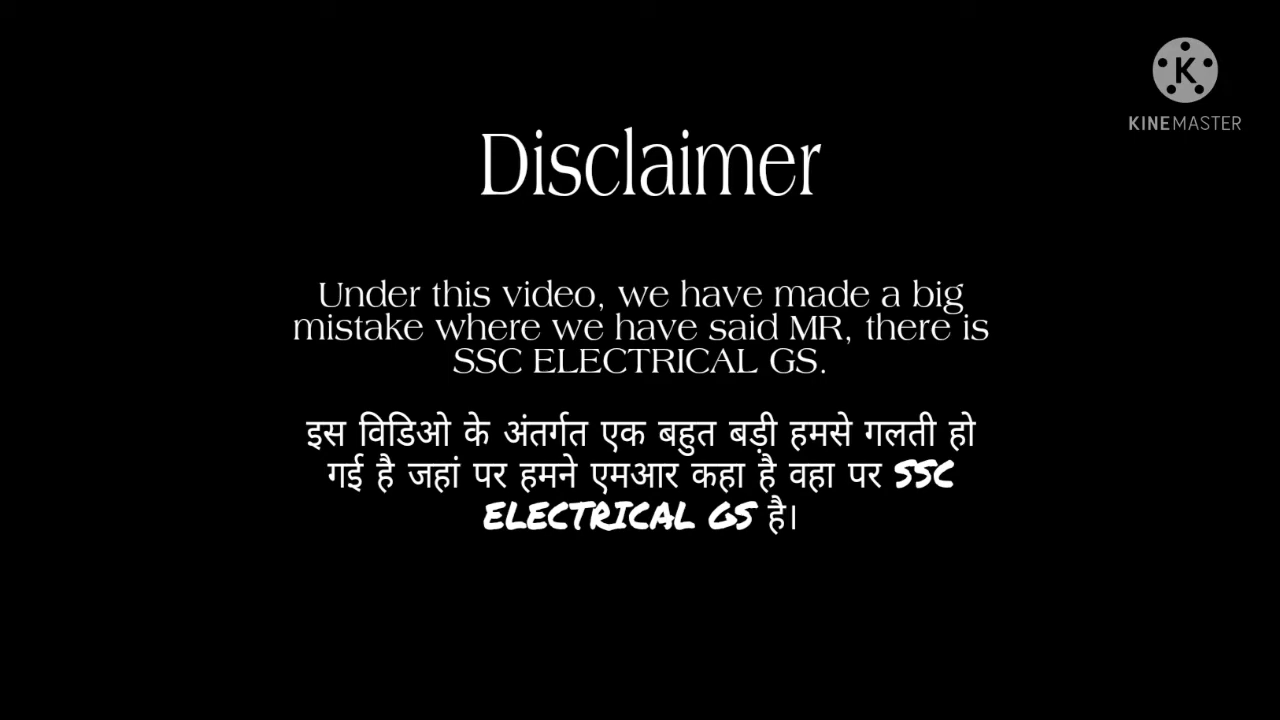 KINEMASTER
Disclaimer
Under this video, we have made a big
mistake where we have said MR, there is
SSC ELECTRICAL GS.
इस विडिओ के अंतर्गत एक बहुत बड़ी हमसे गलती हो
गई है जहां पर हमने एमआर कहा है वहा पर SSC
ELECTRICAL GS है।